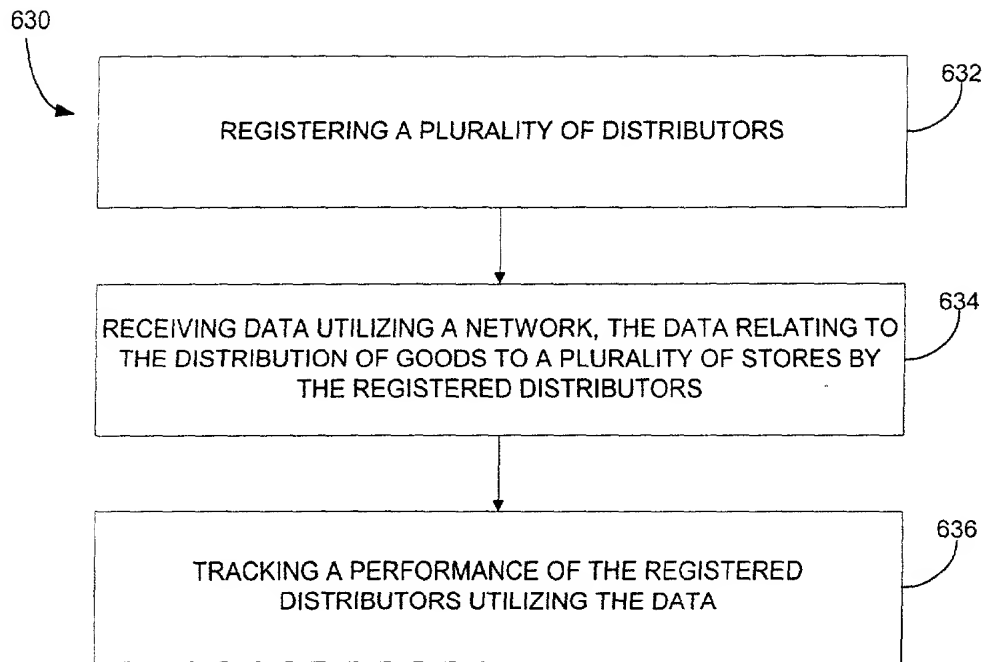 630
632
REGISTERING A PLURALITY OF DISTRIBUTORS
634
RECEIVING DATA UTILIZING A NETWORK, THE DATA RELATING TO
THE DISTRIBUTION OF GOODS TO A PLURALITY OF STORES BY
THE REGISTERED DISTRIBUTORS
636
TRACKING A PERFORMANCE OF THE REGISTERED
DISTRIBUTORS UTILIZING THE DATA